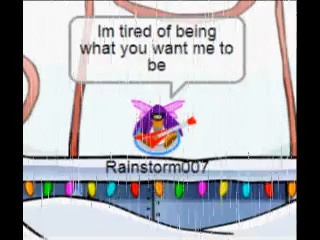 Im tired of being
what you want me to
be
Rainstorm007